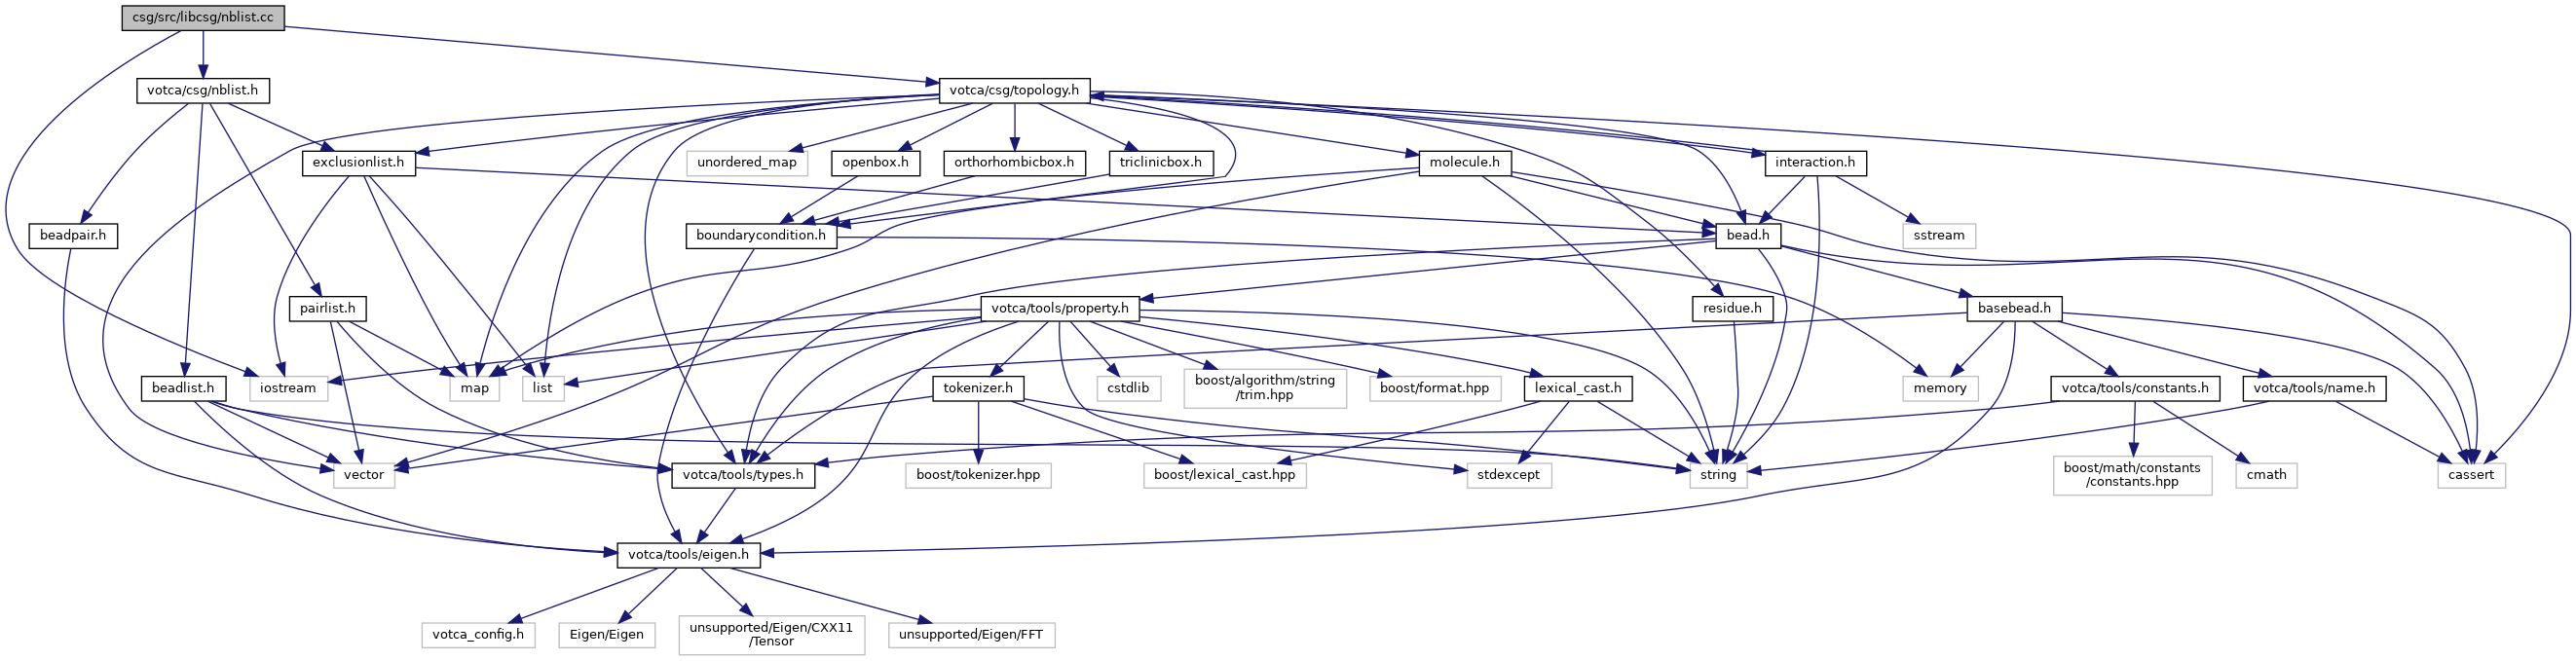 csg/src/libcsg/nblist.cc
votca/csg/nblist.h
votca/csg/topology.h
exclusionlist.h
unordered_map
openbox.h
orthorhombicbox.h
triclinicbox.h
molecule.h
interaction.h
beadpair.h
boundarycondition.h
bead.h
sstream
pairlist.h
votca/tools/property.h
residue.h
basebead.h
beadlist.h
iostream
map
list
tokenizer.h
cstdlib
boost/algorithm/string
/trim.hpp
boost/format.hpp
lexical_cast.h
memory
votca/tools/constants.h
votca/tools/name.h
vector
votca/tools/types.h
boost/tokenizer.hpp
boost/lexical_cast.hpp
stdexcept
string
boost/math/constants
/constants.hpp
cmath
cassert
votca/tools/eigen.h
votca_config.h
Eigen/Eigen
unsupported/Eigen/CXX11
/Tensor
unsupported/Eigen/FFT